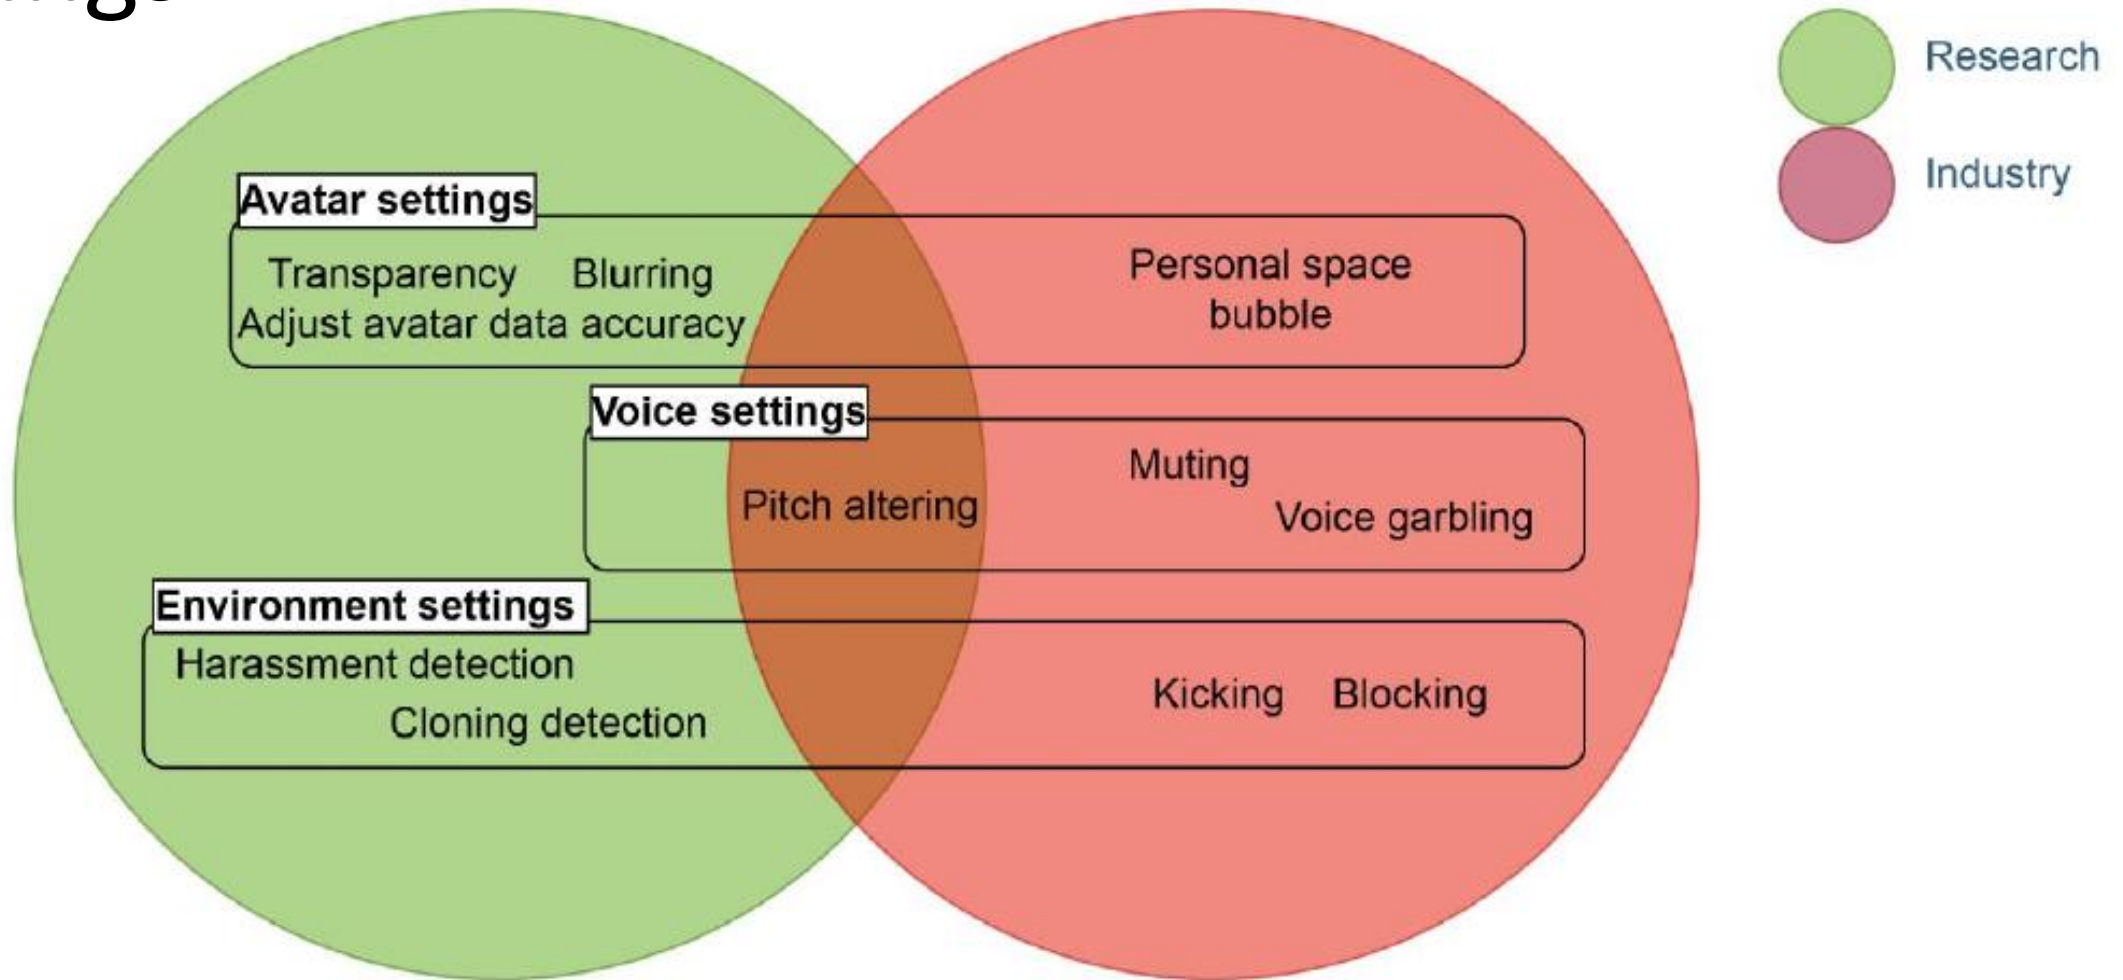 Research
Industry
Avatar settings
Transparency Blurring
Adjust avatar data accuracy
Personal space
bubble
Voice settings
Pitch altering
Muting
Voice garbling
Environment settings
Harassment detection
Cloning detection
Kicking Blocking